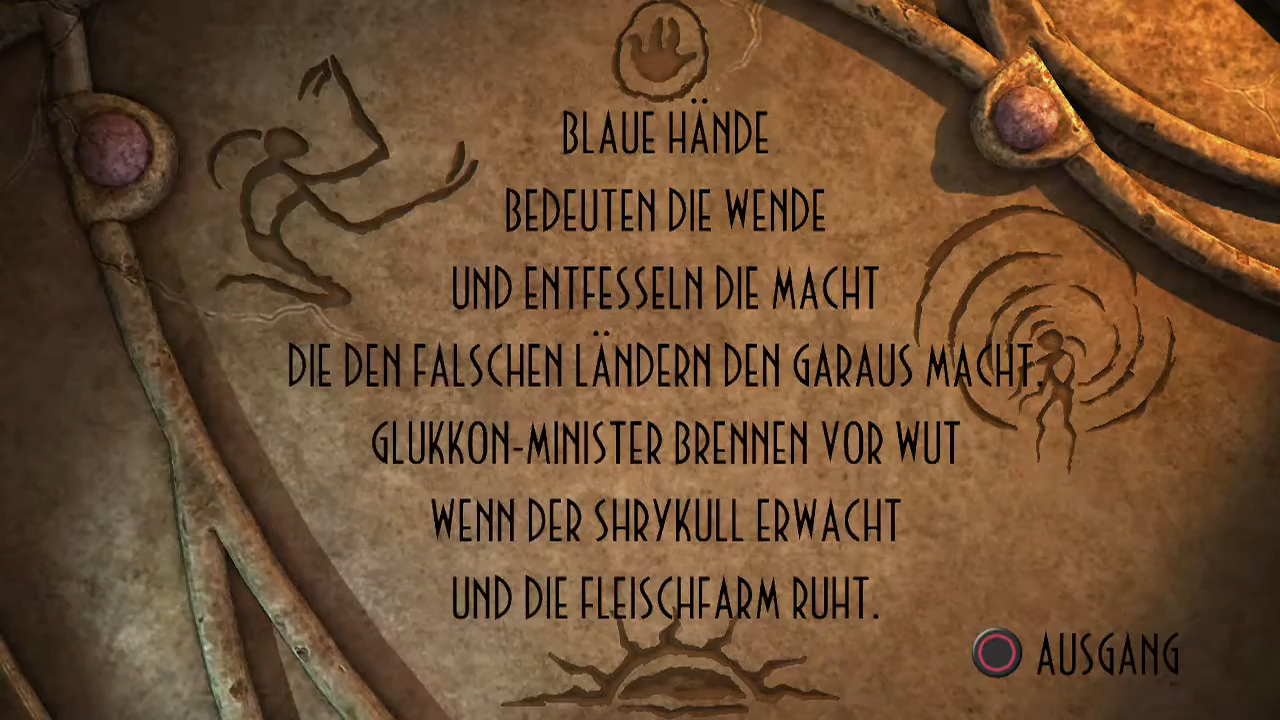 BLAUE HÄNDE
BEDEUTEN DIE WENDE
UND ENTFESSELN DIE MACHT
DIE DEN FALSCHEN LÄNDERN DEN GARAUS MACHT.
GLUKKON-MINISTER BRENNEN VOR WUT
WENN DER SHRYKULL ERWACHT
UND DIE FLEISCHFARM RUHT.
AUSGANG